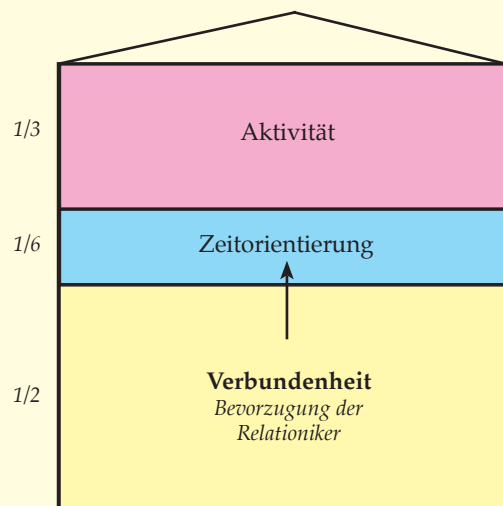 1/3
Aktivität
1/6
Zeitorientierung
1/2
Verbundenheit
Bevorzugung der
Relationiker